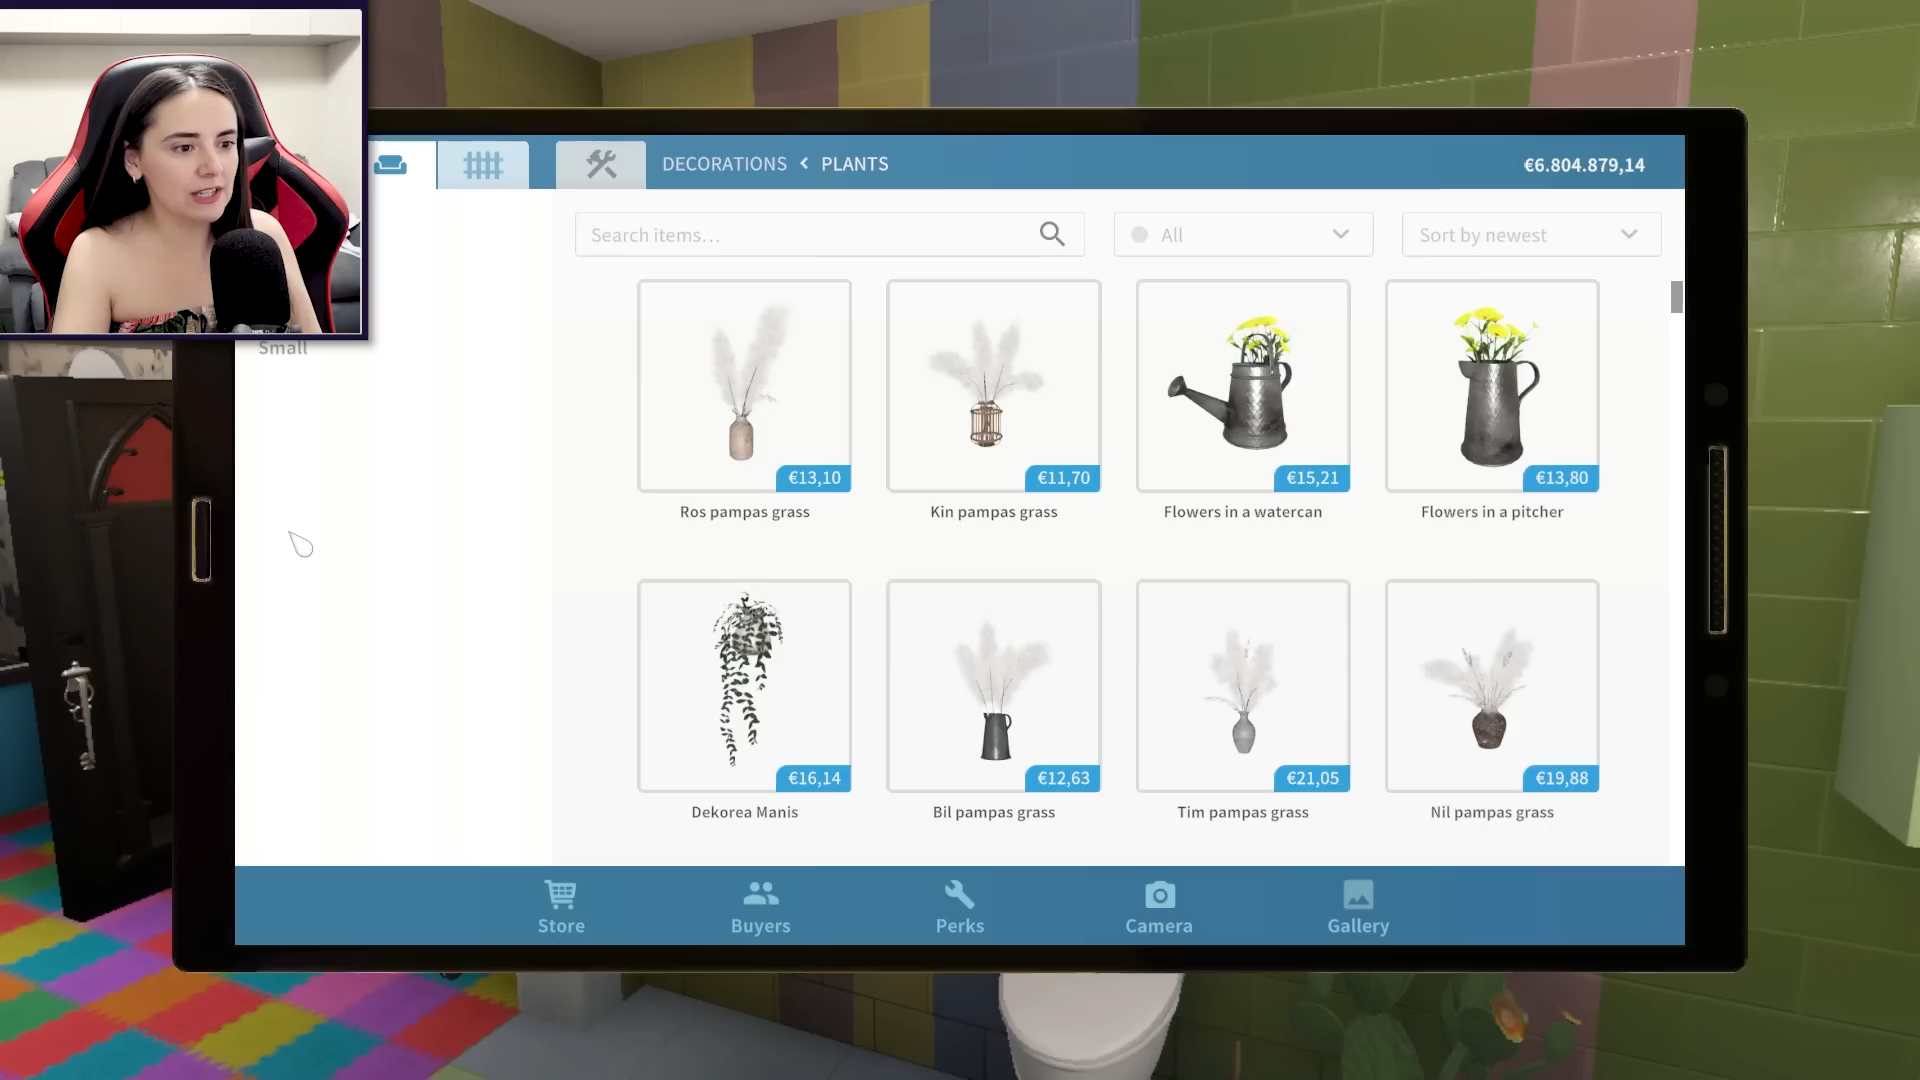 DECORATIONS < PLANTS
€6.804.879,14
Search items...
All
Sort by newest
Small
€13,10
€11,70
€15,21
€13,80
Ros pampas grass
Kin pampas grass
Flowers in a watercan
Flowers in a pitcher
€16,14
€12,63
€21,05
€19,88
Dekorea Manis
Bil pampas grass
Tim pampas grass
Nil pampas grass
Store
Buyers
Perks
Camera
Gallery